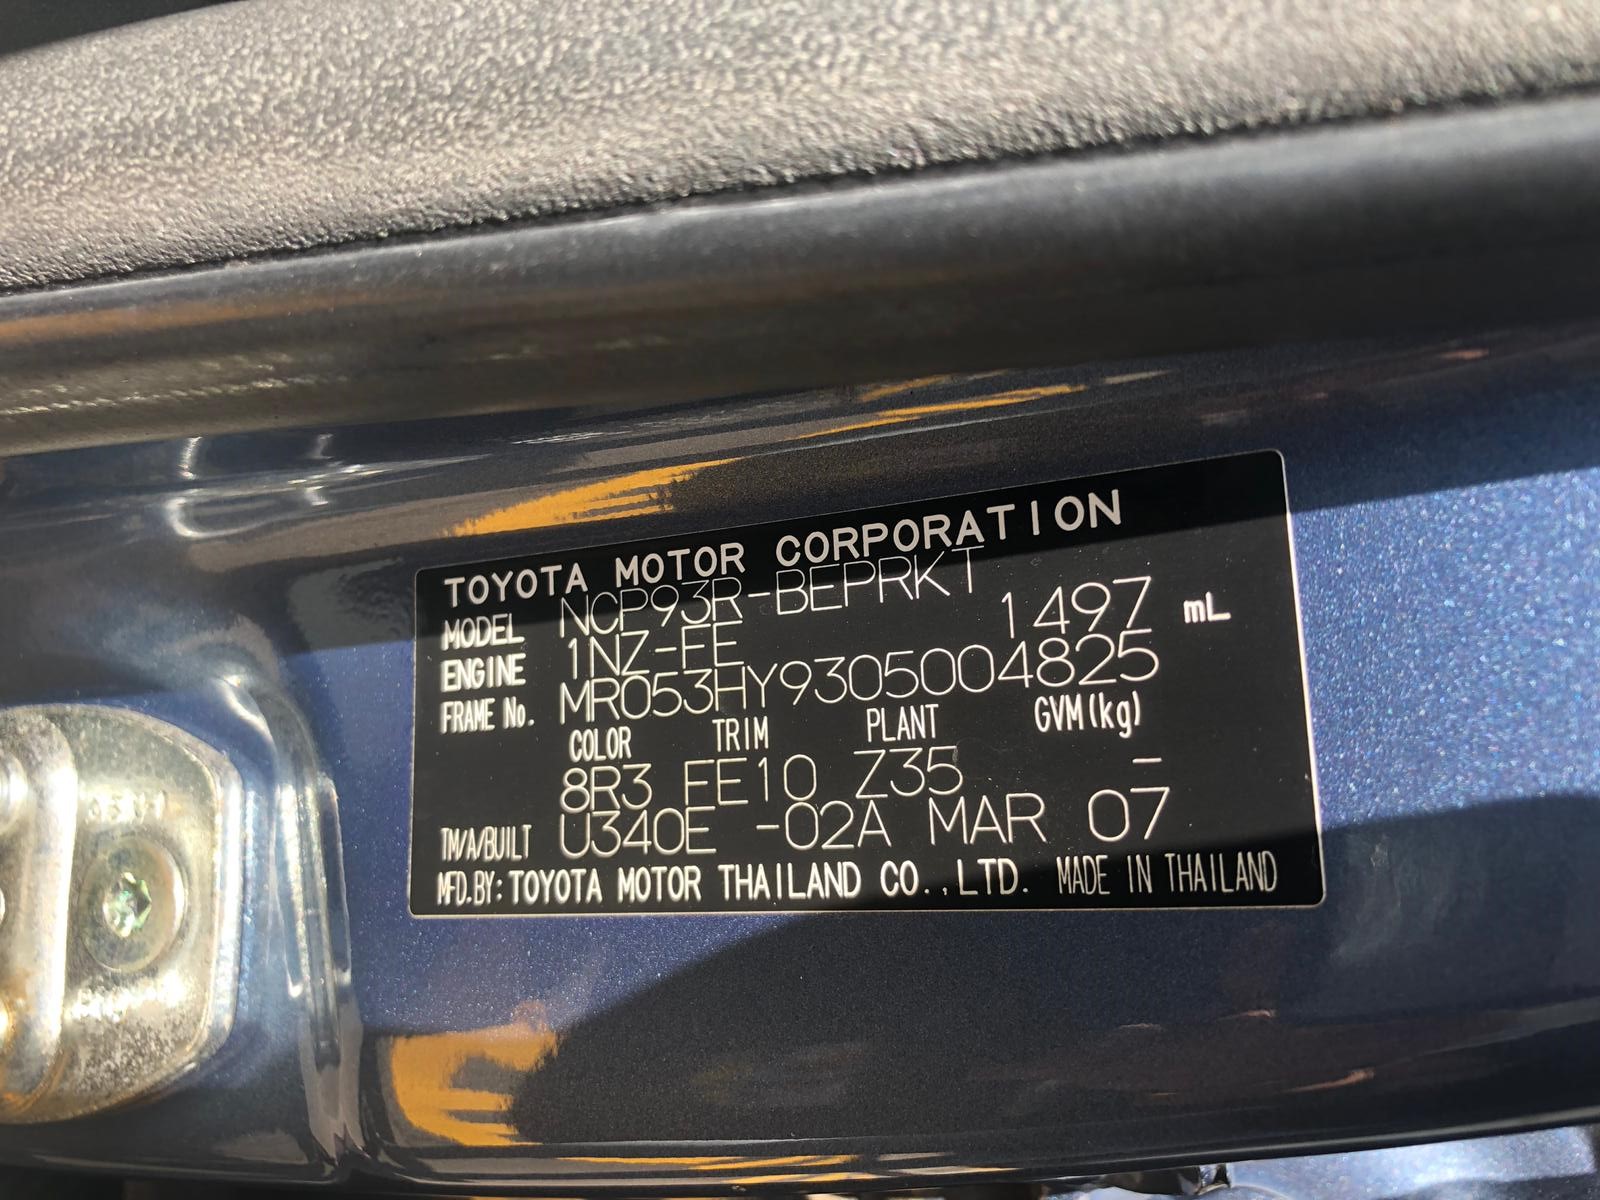 TOYOTA MOTOR CORPORATION
MODEL NCP93R-BEPRKT
ENGINE 1NZ-FE 1497 mL
FRAME No. MR053HY9305004825
COLOR TRIM PLANT GVM(kg)
8R3 FE10 Z35 –
TM/A/BUILT U340E -02A MAR 07
MFD.BY: TOYOTA MOTOR THAILAND CO.,LTD. MADE IN THAILAND